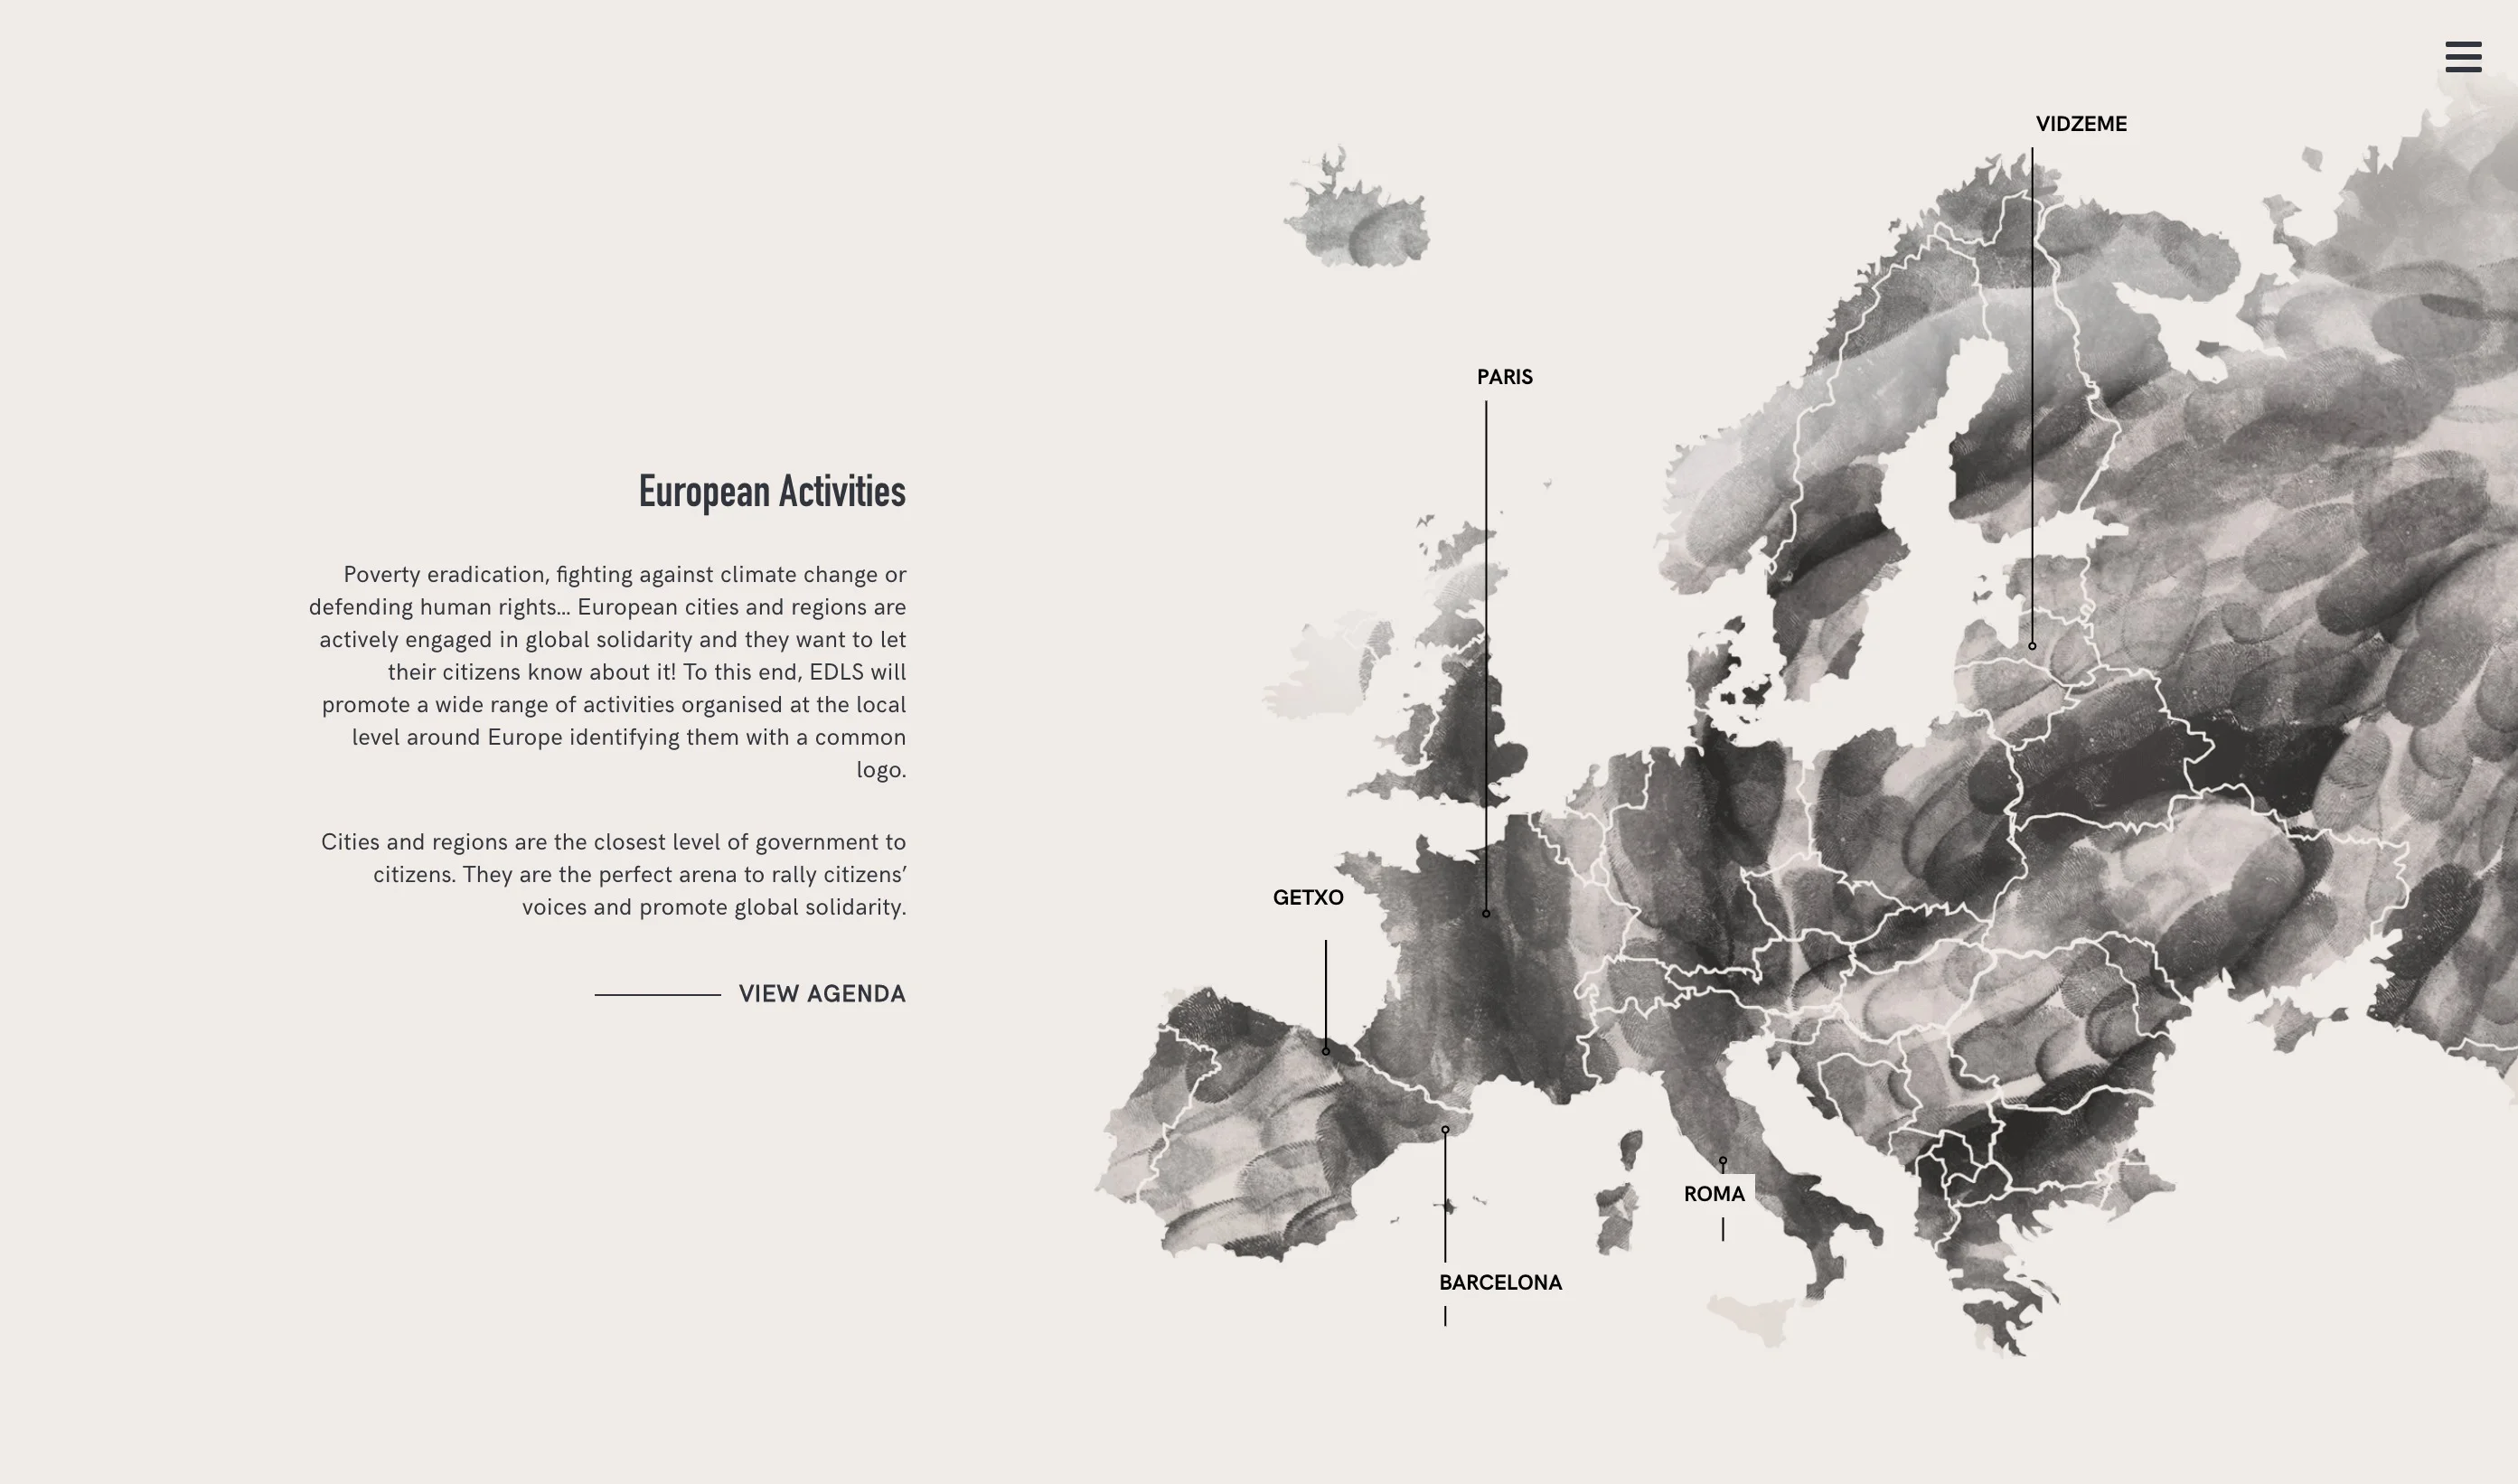 European Activities
Poverty eradication, fighting against climate change or
defending human rights... European cities and regions are
actively engaged in global solidarity and they want to let
their citizens know about it! To this end, EDLS will
promote a wide range of activities organised at the local
level around Europe identifying them with a common
logo.
Cities and regions are the closest level of government to
citizens. They are the perfect arena to rally citizens’
voices and promote global solidarity.
VIEW AGENDA
VIDZEME
PARIS
GETXO
ROMA
BARCELONA